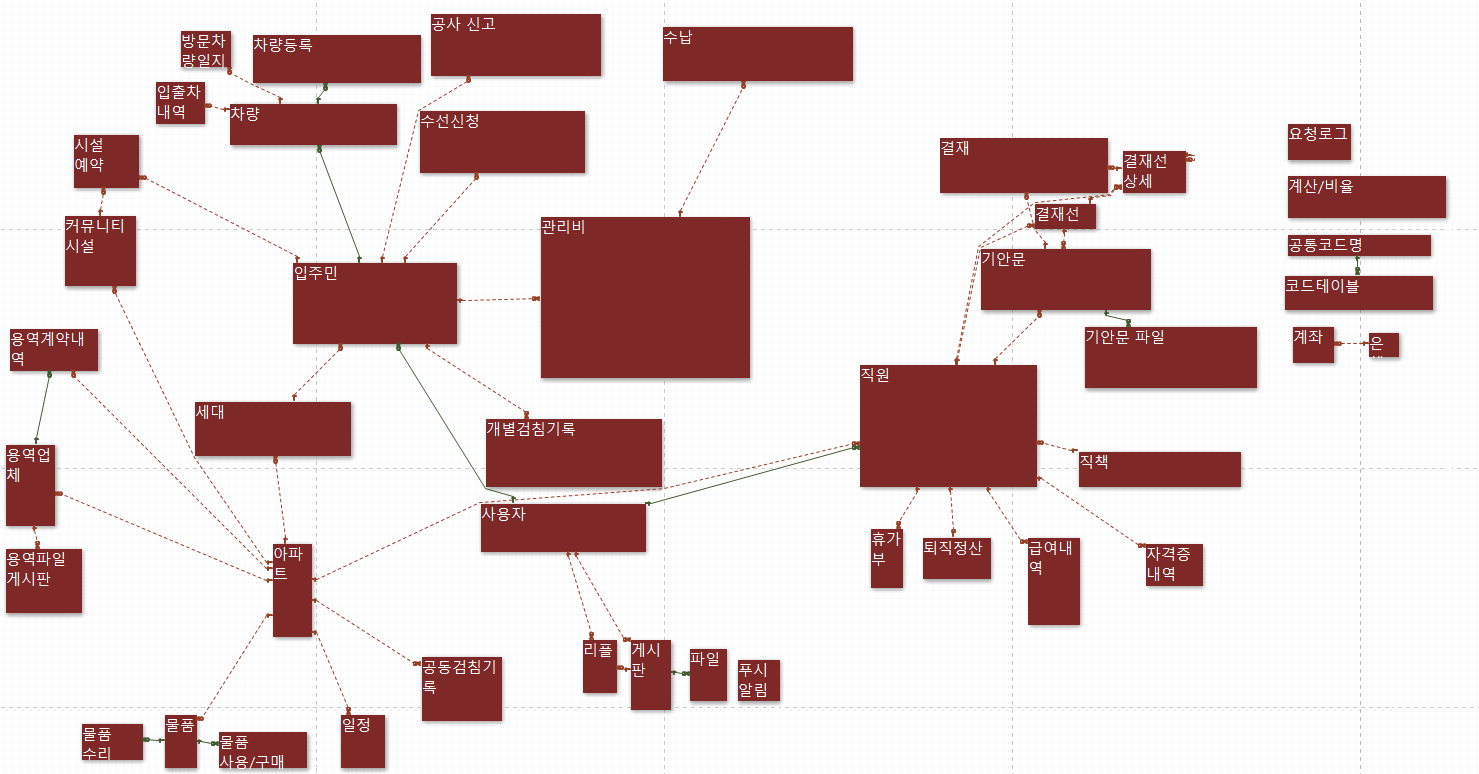 공사 신고
수납
방문차
량일지
차량등록
입출차
내역
차량
수선신청
요청로그
시설
예약
결재
결재선
상세
계산/비율
결재선
커뮤니티
시설
관리비
공통코드명
기안문
입주민
코드테이블
용역계약내
역
기안문 파일
계좌
은
직원
세대
개별검침기록
용역업
체
직책
사용자
휴가
부
퇴직정산
급여내
역
자격증
내역
아파
트
용역파일
게시판
리플
게시
판
파일
푸시
알림
공동검침기
록
물품
수리
물품
물품
사용/구매
일정